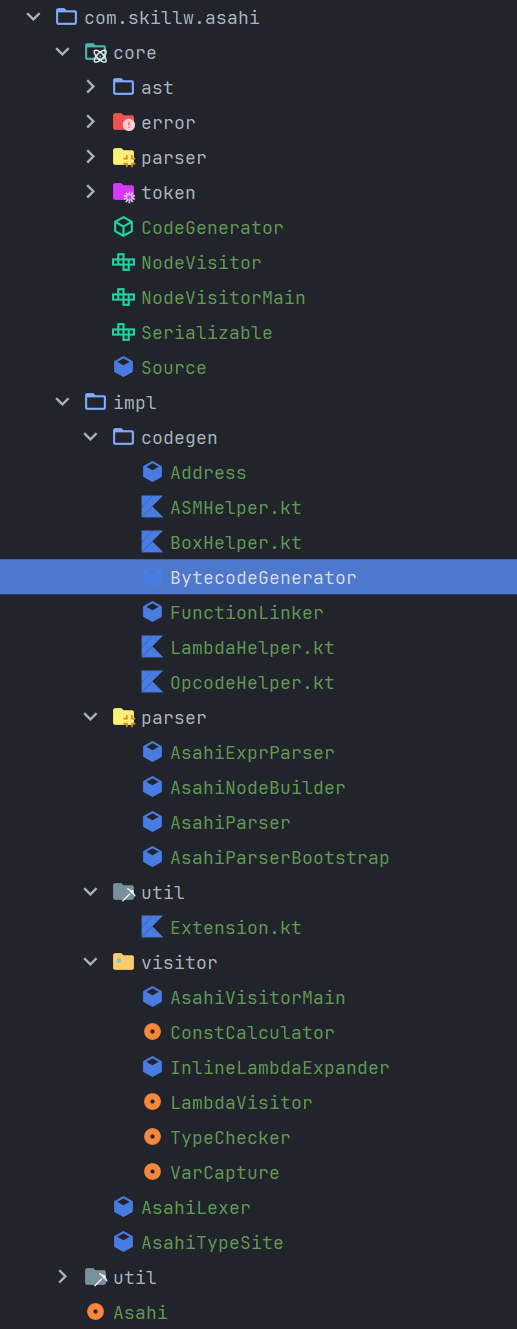 com.skillw.asahi
core
ast
error
parser
token
CodeGenerator
NodeVisitor
NodeVisitorMain
Serializable
Source
impl
codegen
Address
ASMHelper.kt
BoxHelper.kt
BytecodeGenerator
FunctionLinker
LambdaHelper.kt
OpcodeHelper.kt
parser
AsahiExprParser
AsahiNodeBuilder
AsahiParser
AsahiParserBootstrap
util
Extension.kt
visitor
AsahiVisitorMain
ConstCalculator
InlineLambdaExpander
LambdaVisitor
TypeChecker
VarCapture
AsahiLexer
AsahiTypeSite
util
Asahi